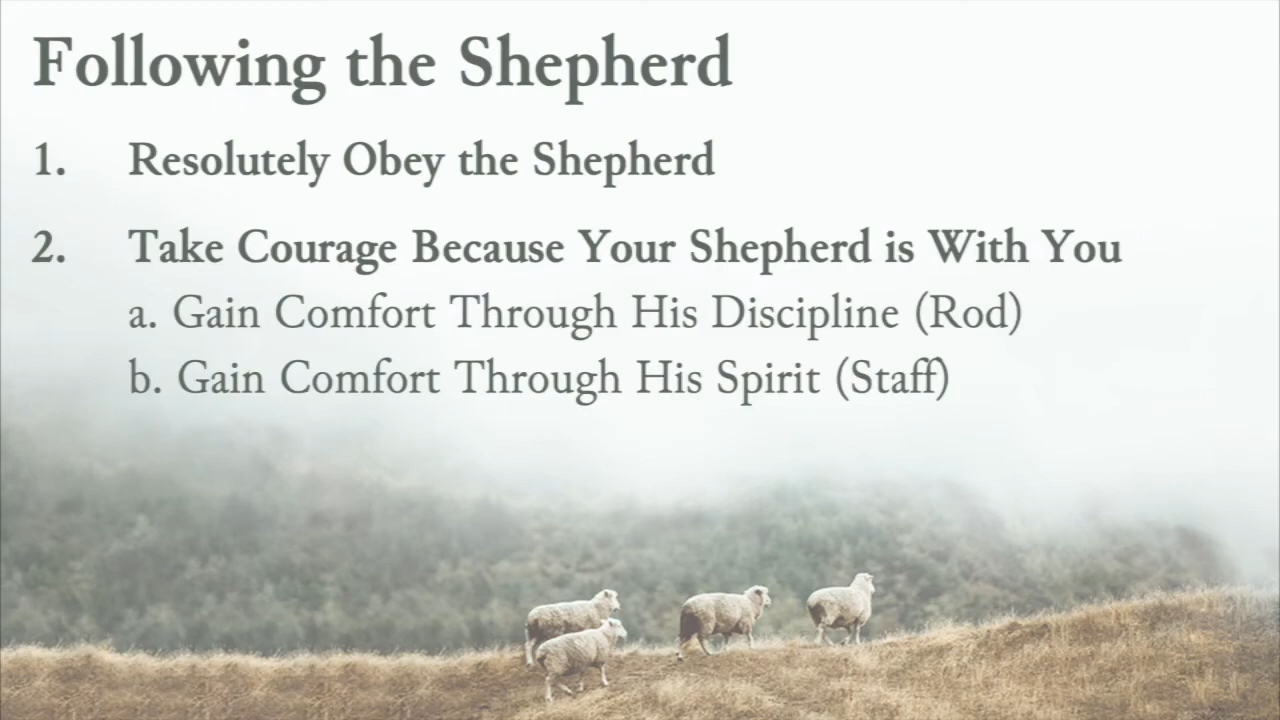 Following the Shepherd
1. Resolutely Obey the Shepherd
2. Take Courage Because Your Shepherd is With You
a. Gain Comfort Through His Discipline (Rod)
b. Gain Comfort Through His Spirit (Staff)